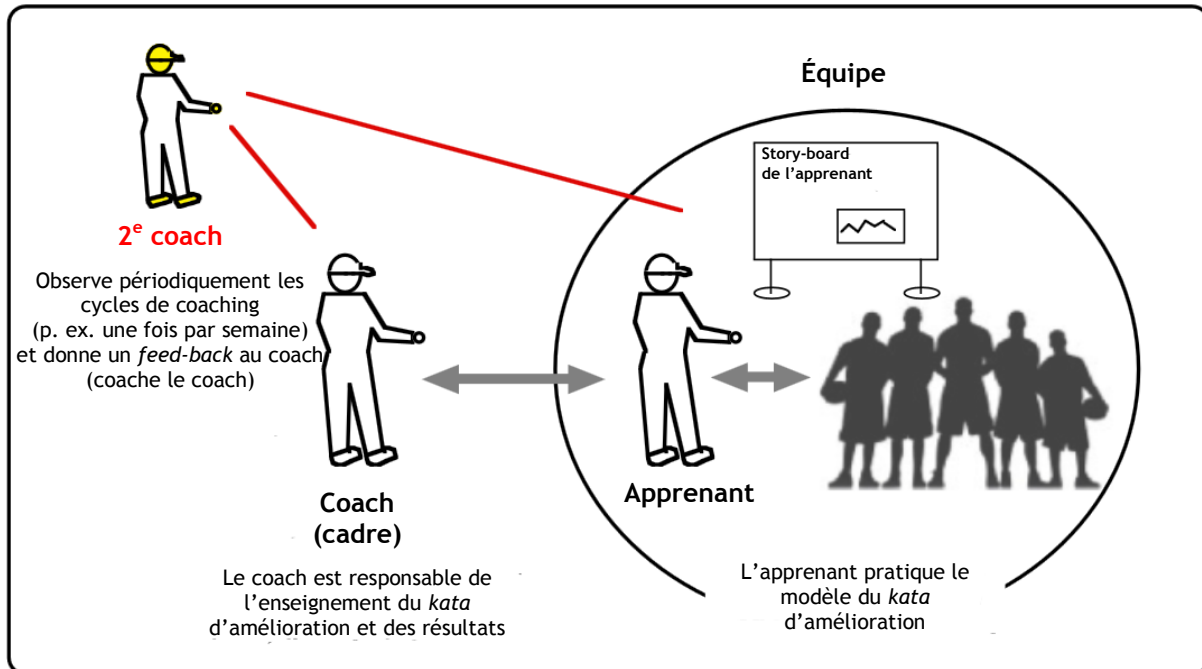 Équipe
Story-board
de l’apprenant
2e coach
Observe périodiquement les
cycles de coaching
(p. ex. une fois par semaine)
et donne un feed-back au coach
(coache le coach)
Coach
(cadre)
Le coach est responsable de
l’enseignement du kata
d’amélioration et des résultats
Apprenant
L’apprenant pratique le
modèle du kata
d’amélioration